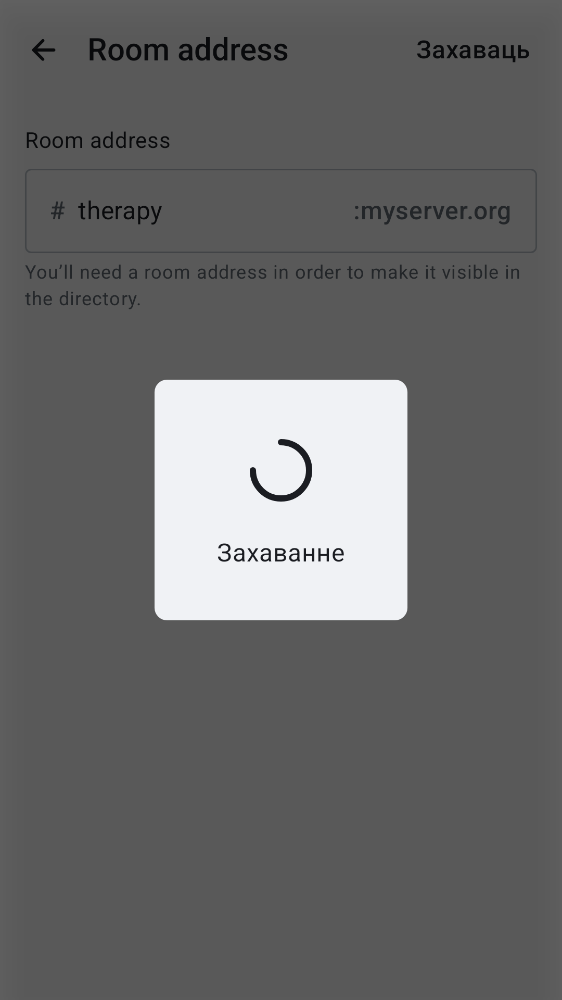 Room address
Захаваць
Room address
# therapy :myserver.org
You’ll need a room address in order to make it visible in
the directory.
Захаванне